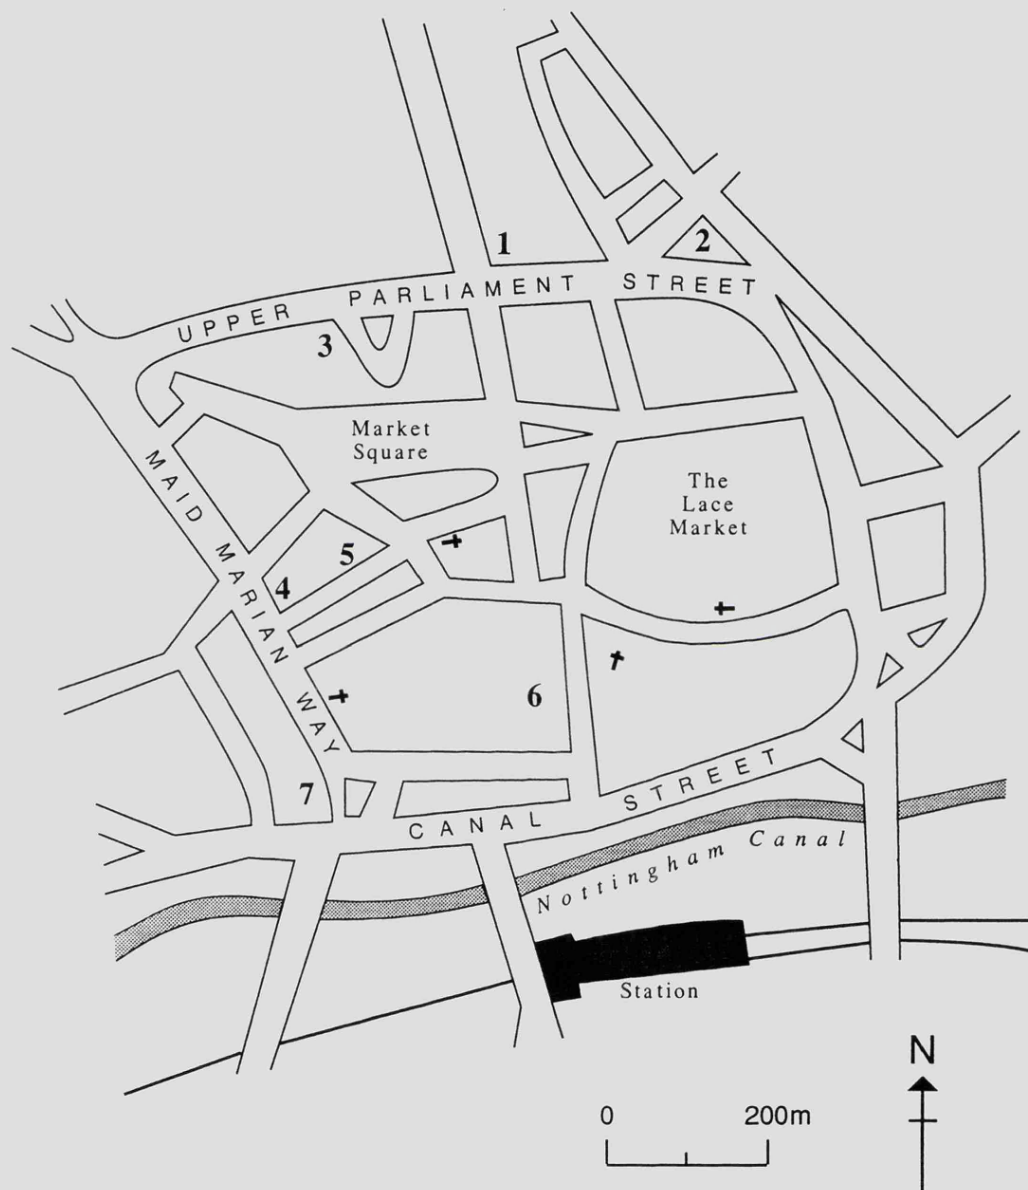 1
2
UPPER PARLIAMENT STREET
3
Market
Square
MAID MARIAN WAY
The
Lace
Market
5
4
6
7
CANAL STREET
Nottingham Canal
Station
N
0 200m